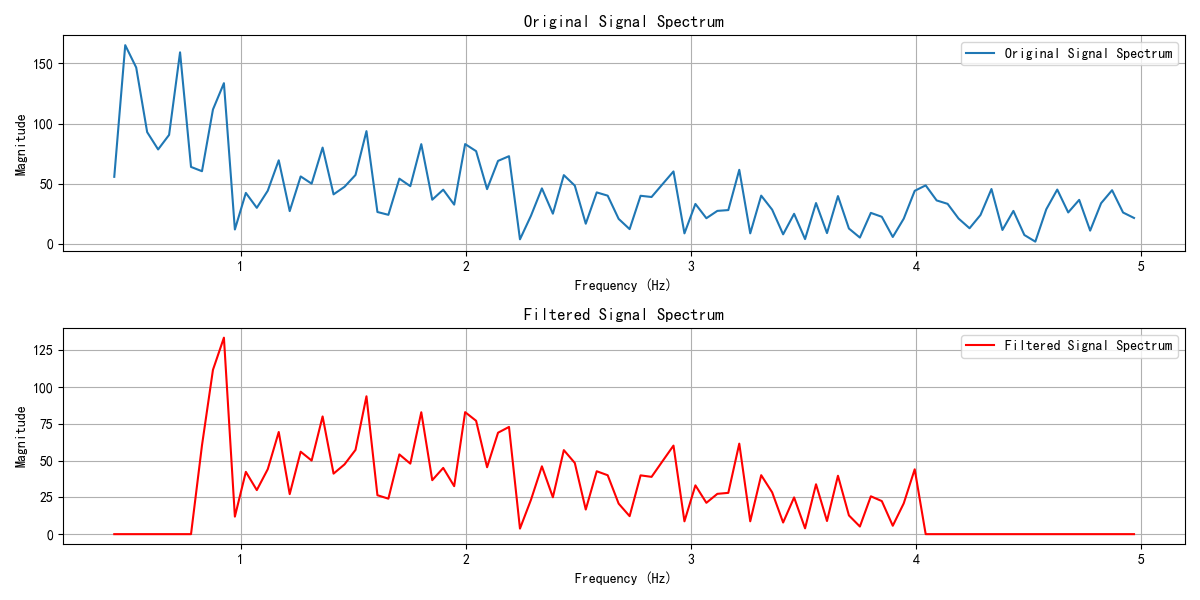 Original Signal Spectrum
Original Signal Spectrum
Magnitude
150
100
50
0
1 2 3 4 5
Frequency (Hz)
Filtered Signal Spectrum
Filtered Signal Spectrum
Magnitude
125
100
75
50
25
0
1 2 3 4 5
Frequency (Hz)